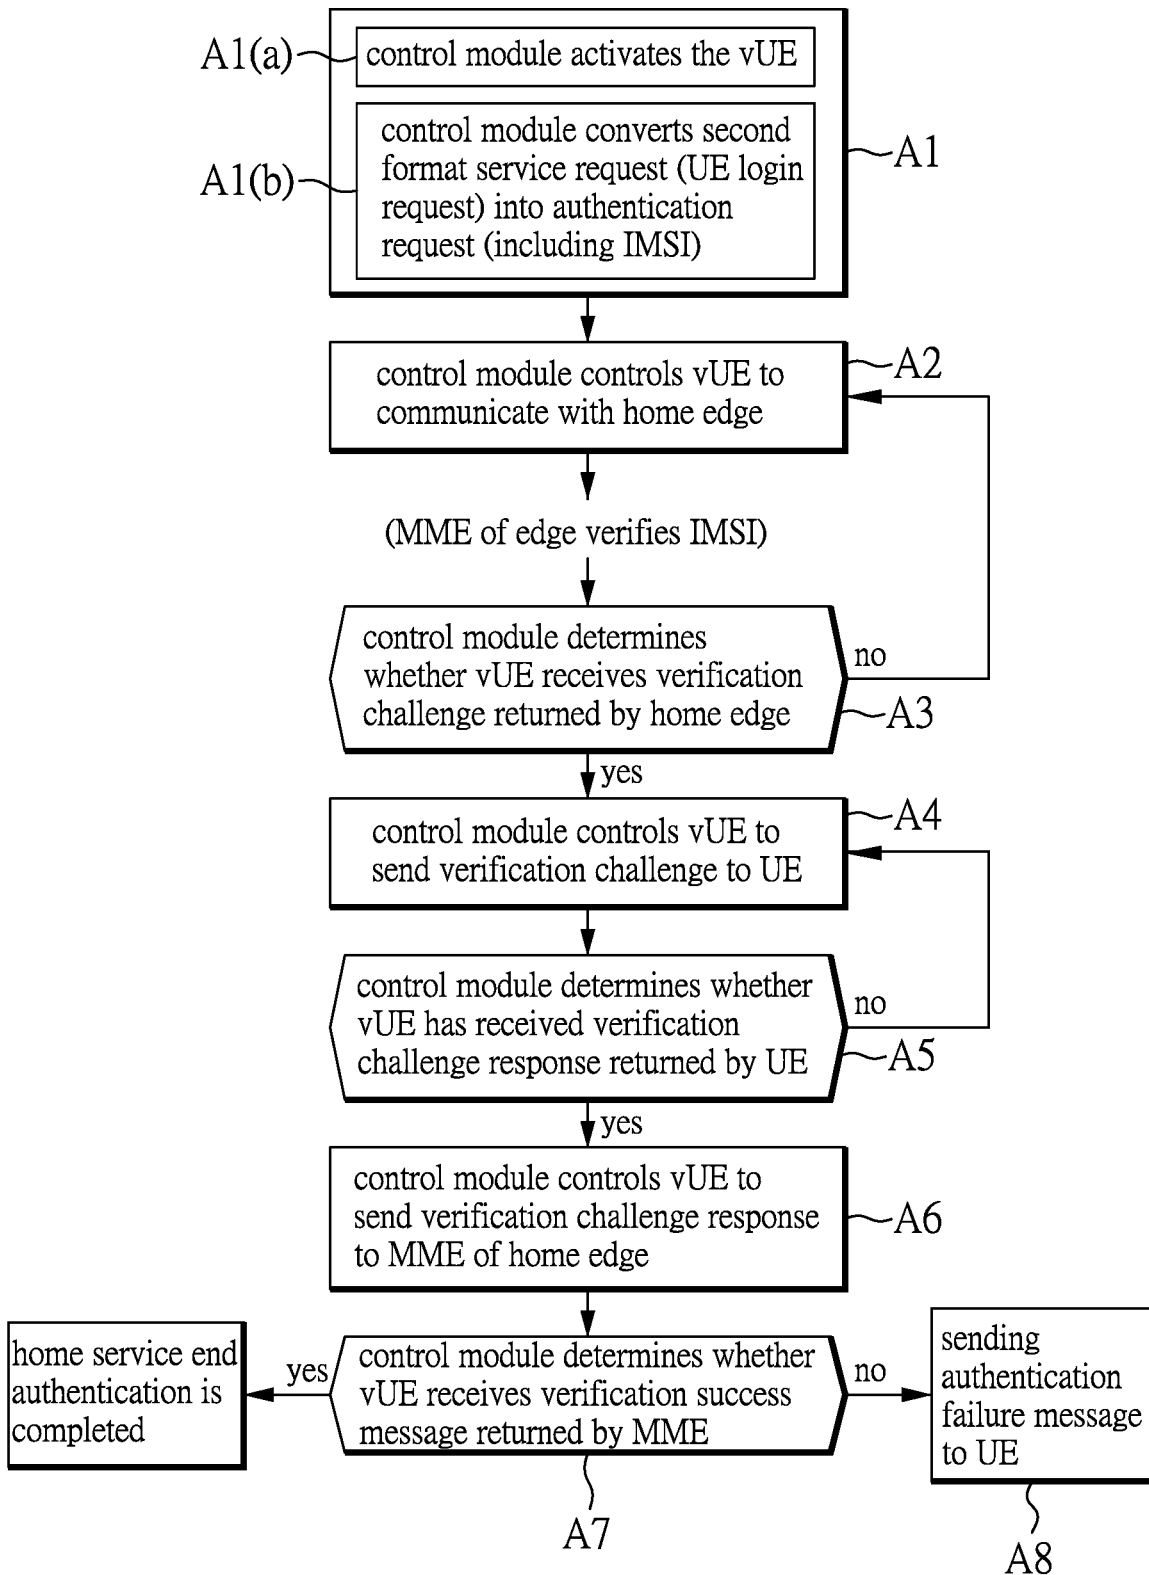 A1(a)
control module activates the vUE
A1(b)
control module converts second
format service request (UE login
request) into authentication
request (including IMSI)
A1
control module controls vUE to
communicate with home edge
A2
(MME of edge verifies IMSI)
control module determines
whether vUE receives verification
challenge returned by home edge
no
A3
yes
control module controls vUE to
send verification challenge to UE
A4
control module determines whether
vUE has received verification
challenge response returned by UE
no
A5
yes
control module controls vUE to
send verification challenge response
to MME of home edge
A6
home service end
authentication is
completed
yes
control module determines whether
vUE receives verification success
message returned by MME
no
sending
authentication
failure message
to UE
A7
A8